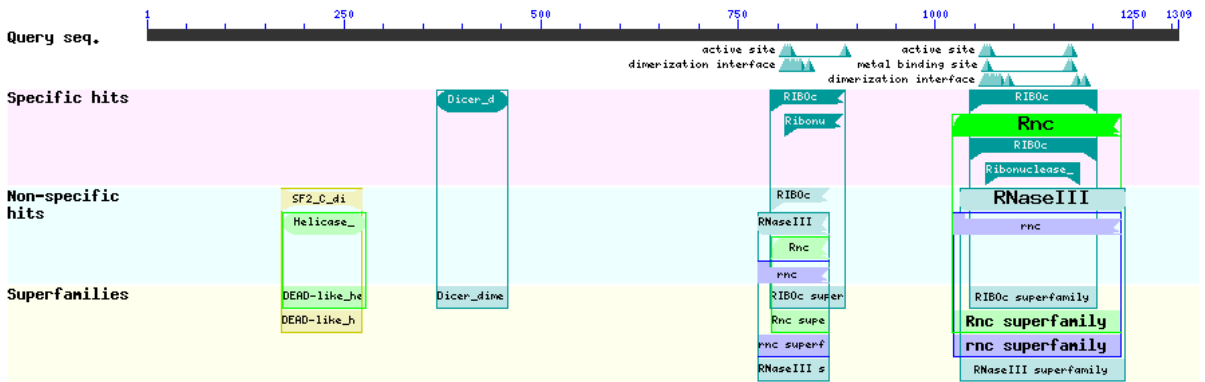 1 250 500 750 1000 1250 1309
Query seq.
active site active site
dimerization interface metal binding site
dimerization interface
Specific hits Dicer_d RIBOc RIBOc
Ribonu Rnc
RIBOc
Ribonuclease_
Non-specific hits SF2_C_di RIBOc RNaseIII
Helicase_ RNaseIII rnc
Rnc
rnc
Superfamilies DEAD-like_he Dicer_dime RIBOc super RIBOc superfamily
DEAD-like_h Rnc supe Rnc superfamily
rnc superf rnc superfamily
RNaseIII s RNaseIII superfamily